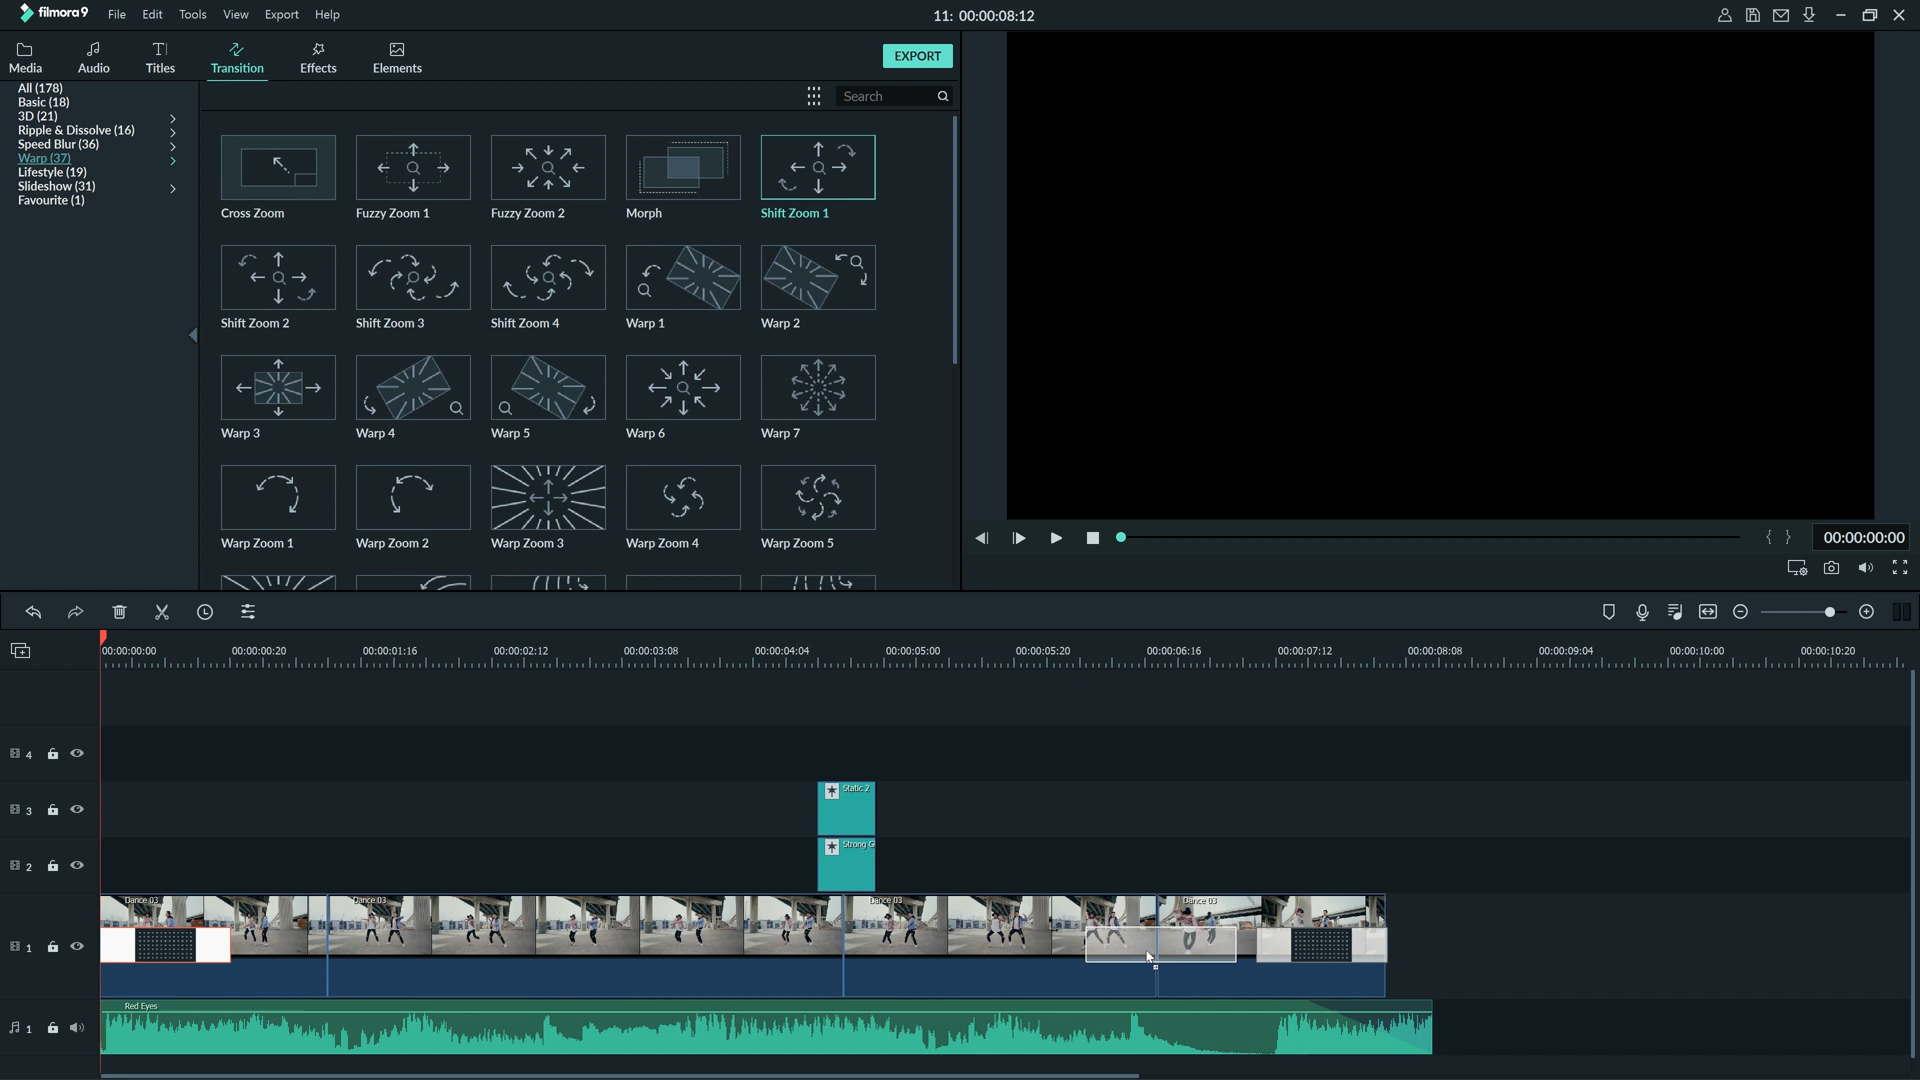 filmora9 File Edit Tools View Export Help 11: 00:00:08:12
Media Audio Titles Transition Effects Elements EXPORT
All (178)
Basic (18)
3D (21)
Ripple & Dissolve (16)
Speed Blur (36)
Warp (37)
Lifestyle (19)
Slideshow (31)
Favourite (1)
Search
Cross Zoom Fuzzy Zoom 1 Fuzzy Zoom 2 Morph Shift Zoom 1
Shift Zoom 2 Shift Zoom 3 Shift Zoom 4 Warp 1 Warp 2
Warp 3 Warp 4 Warp 5 Warp 6 Warp 7
Warp Zoom 1 Warp Zoom 2 Warp Zoom 3 Warp Zoom 4 Warp Zoom 5
{ } 00:00:00:00
00:00:00:00 00:00:00:20 00:00:01:16 00:00:02:12 00:00:03:08 00:00:04:04 00:00:05:00 00:00:05:20 00:00:06:16 00:00:07:12 00:00:08:08 00:00:09:04 00:00:10:00 00:00:10:20
4
3 Static 2
2 Strong G
Dance 03 Dance 03 Dance 03 Dance 03
1
Red Eyes
1